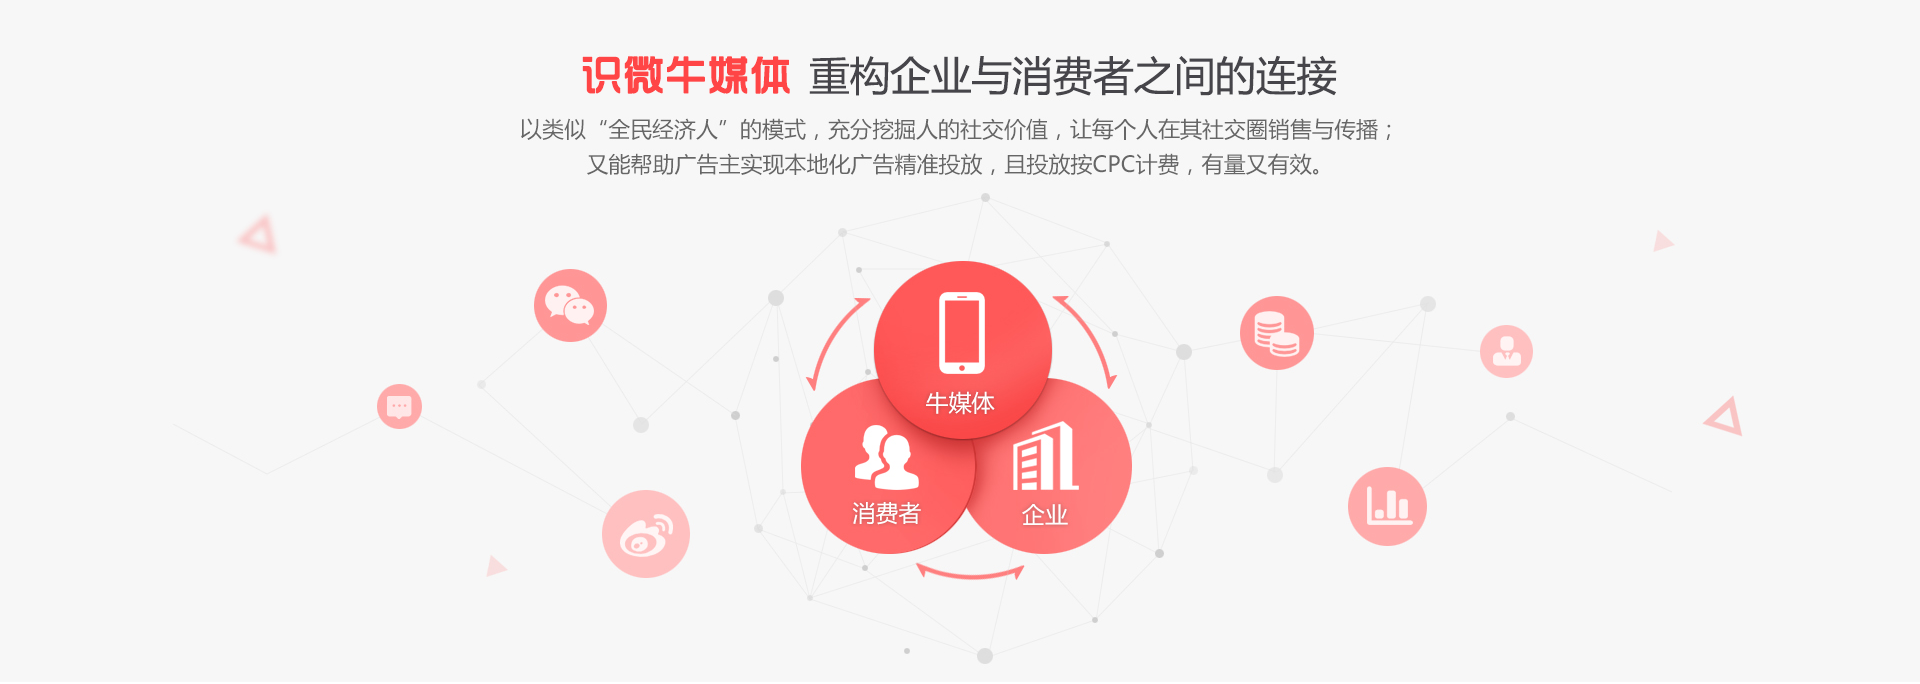 识微牛媒体 重构企业与消费者之间的连接
以类似“全民经济人”的模式，充分挖掘人的社交价值，让每个人在其社交圈销售与传播；
又能帮助广告主实现本地化广告精准投放，且投放按CPC计费，有量又有效。
牛媒体
消费者
企业